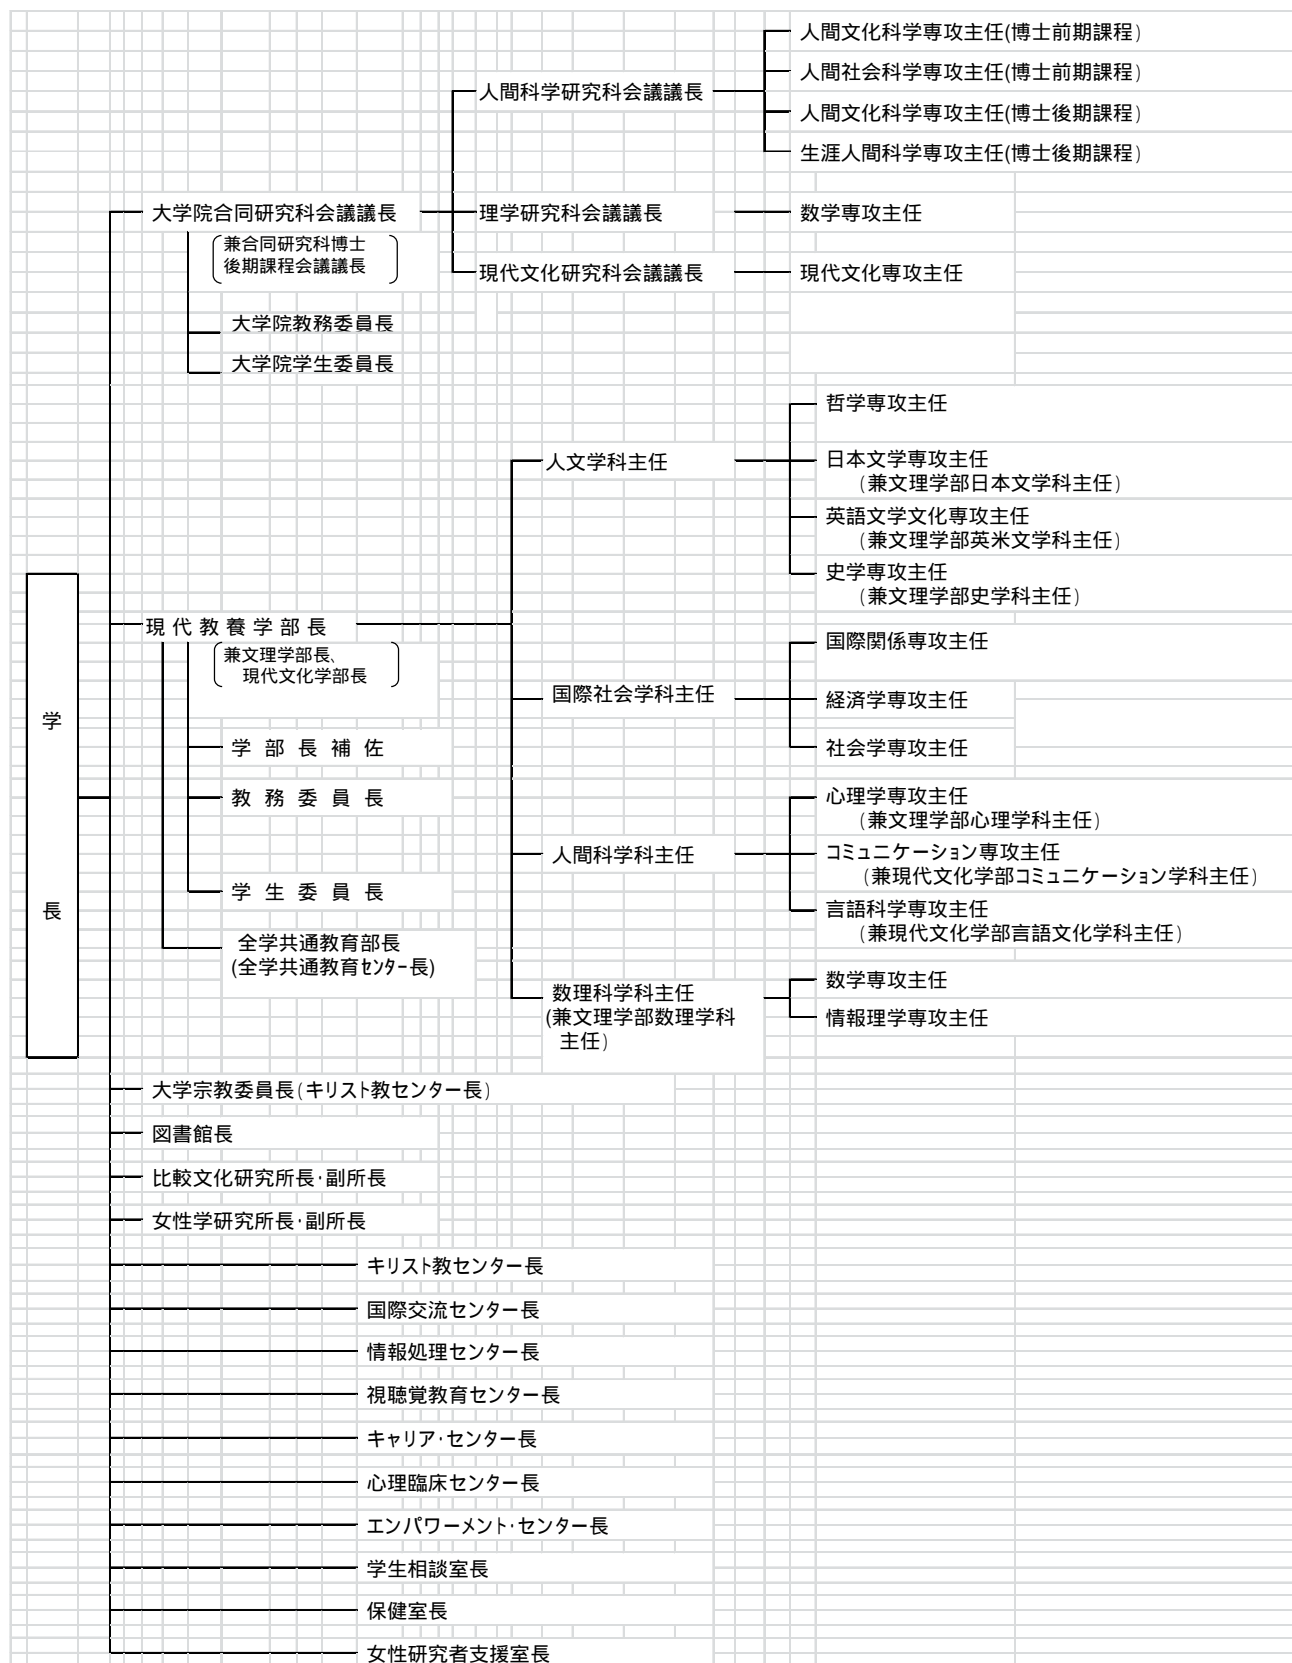 人間文化科学専攻主任(博士前期課程)
人間社会科学専攻主任(博士前期課程)
人間科学研究科会議議長
人間文化科学専攻主任(博士後期課程)
生涯人間科学専攻主任(博士後期課程)
大学院合同研究科会議議長
理学研究科会議議長
数学専攻主任
兼合同研究科博士
後期課程会議議長
現代文化研究科会議議長
現代文化専攻主任
大学院教務委員長
大学院学生委員長
哲学専攻主任
人文学科主任
日本文学専攻主任
(兼文理学部日本文学科主任)
英語文学文化専攻主任
(兼文理学部英米文学科主任)
史学専攻主任
(兼文理学部史学科主任)
学長
現代教養学部長
兼文理学部長、
現代文化学部長
国際関係専攻主任
国際社会学科主任
経済学専攻主任
社会学専攻主任
学部長補佐
教務委員長
学生委員長
全学共通教育部長
(全学共通教育センター長)
心理学専攻主任
(兼文理学部心理学科主任)
人間科学科主任
コミュニケーション専攻主任
(兼現代文化学部コミュニケーション学科主任)
言語科学専攻主任
(兼現代文化学部言語文化学科主任)
数理科学科主任
(兼文理学部数理学科
主任)
数学専攻主任
情報理学専攻主任
大学宗教委員長(キリスト教センター長)
図書館長
比較文化研究所長・副所長
女性学研究所長・副所長
キリスト教センター長
国際交流センター長
情報処理センター長
視聴覚教育センター長
キャリア・センター長
心理臨床センター長
エンパワーメント・センター長
学生相談室長
保健室長
女性研究者支援室長